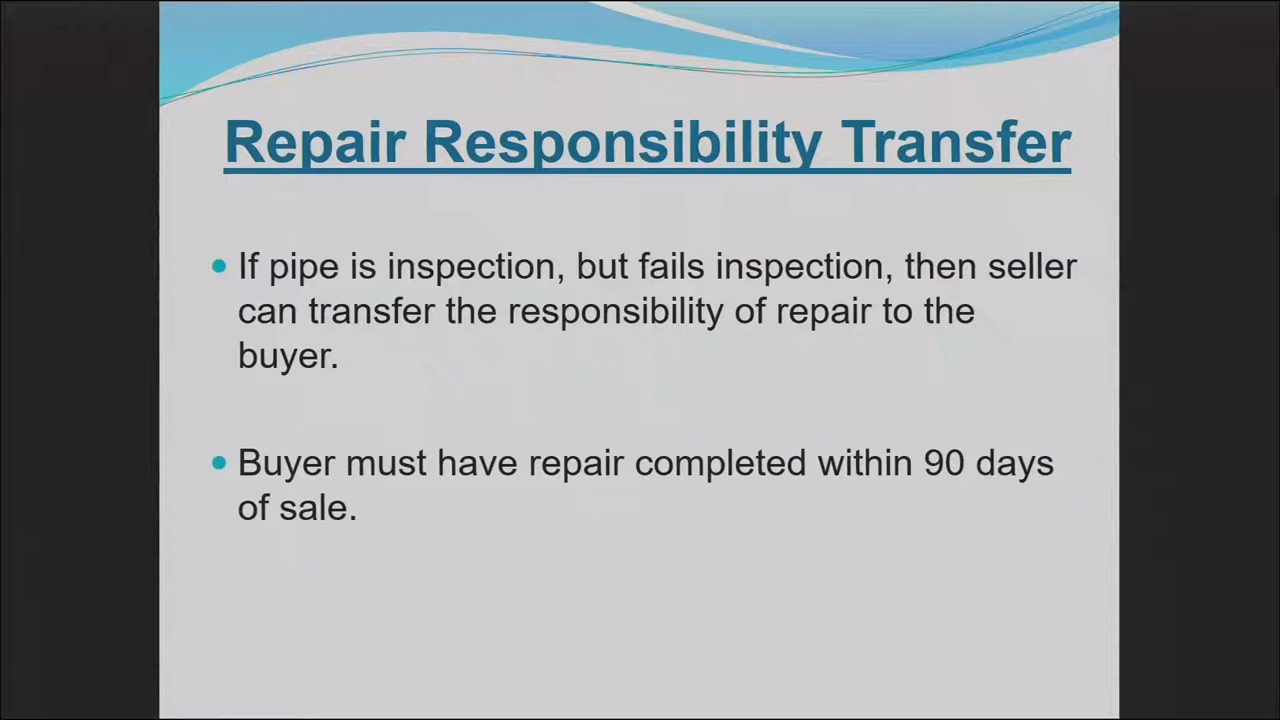 Repair Responsibility Transfer
If pipe is inspection, but fails inspection, then seller
can transfer the responsibility of repair to the
buyer.
Buyer must have repair completed within 90 days
of sale.